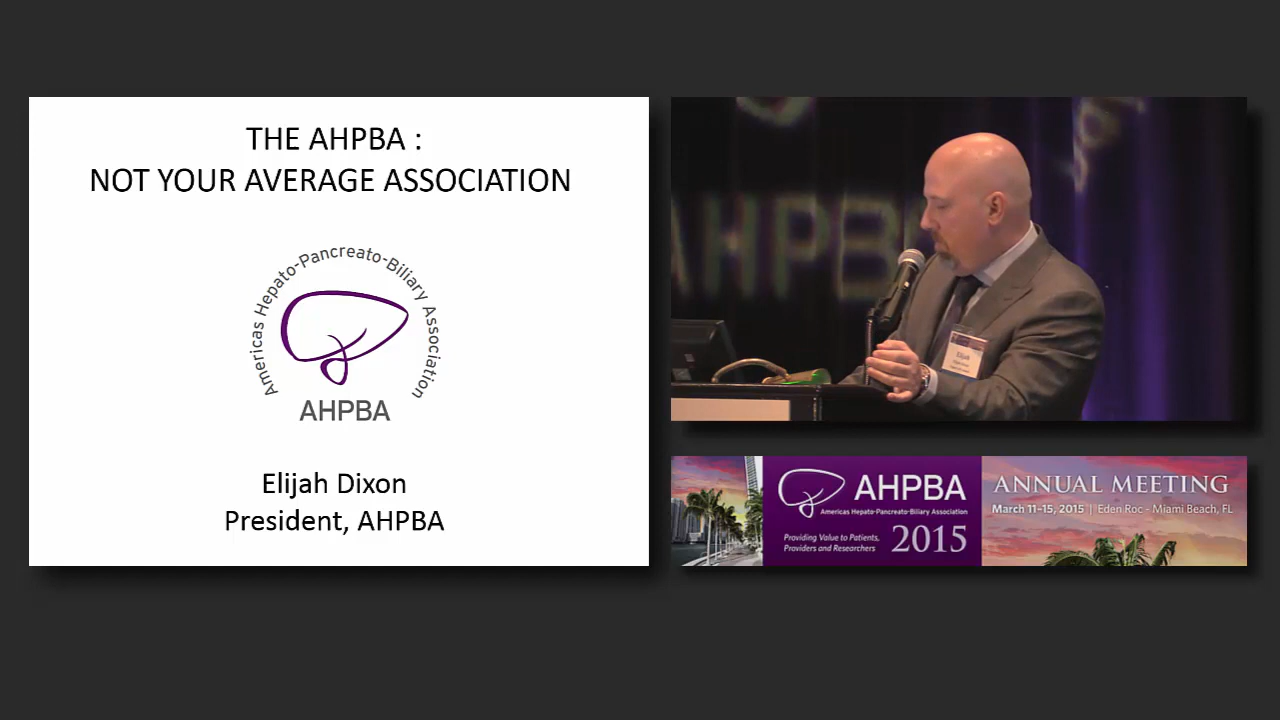 THE AHPBA :
NOT YOUR AVERAGE ASSOCIATION
Americas Hepato-Pancreato-Biliary Association
AHPBA
Elijah Dixon
President, AHPBA
AHPBA
Elijah
AHPBA
Americas Hepato-Pancreato-Biliary Association
Providing Value to Patients,
Providers and Researchers
2015
ANNUAL MEETING
March 11-15, 2015 | Eden Roc - Miami Beach, FL